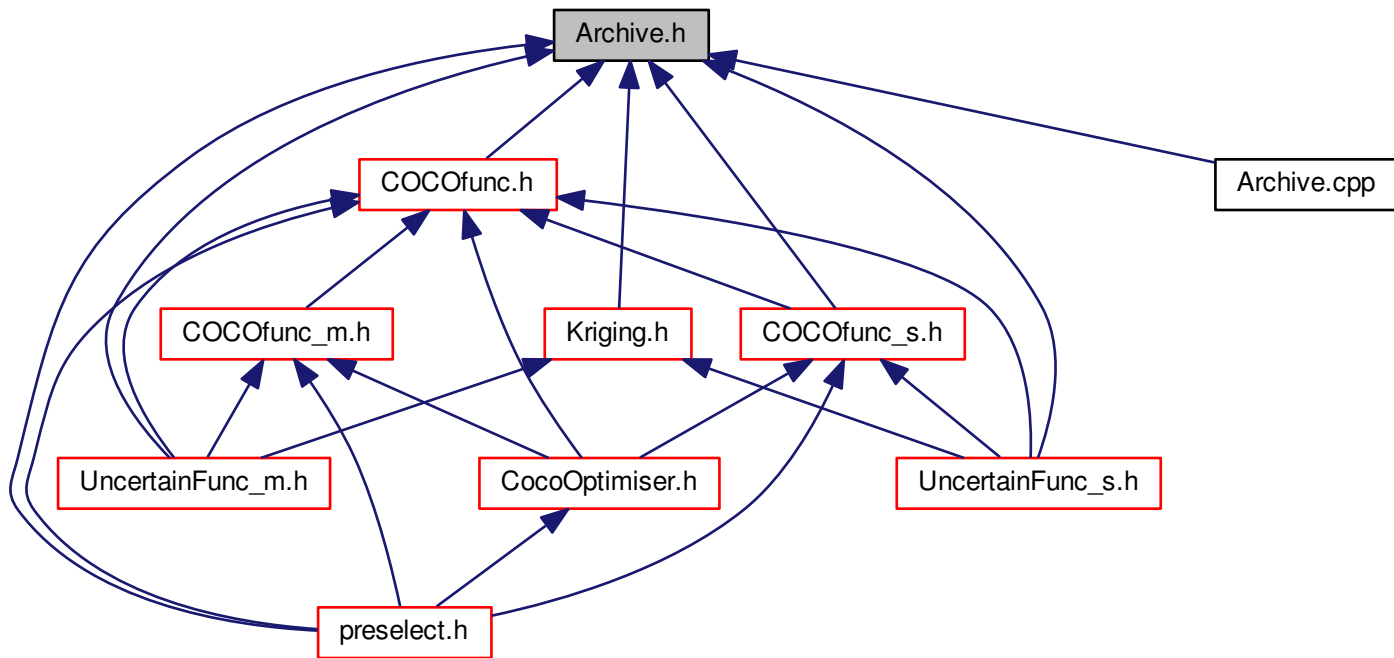 Archive.h
COCOfunc.h
Archive.cpp
COCOfunc_m.h
Kriging.h
COCOfunc_s.h
UncertainFunc_m.h
CocoOptimiser.h
UncertainFunc_s.h
preselect.h